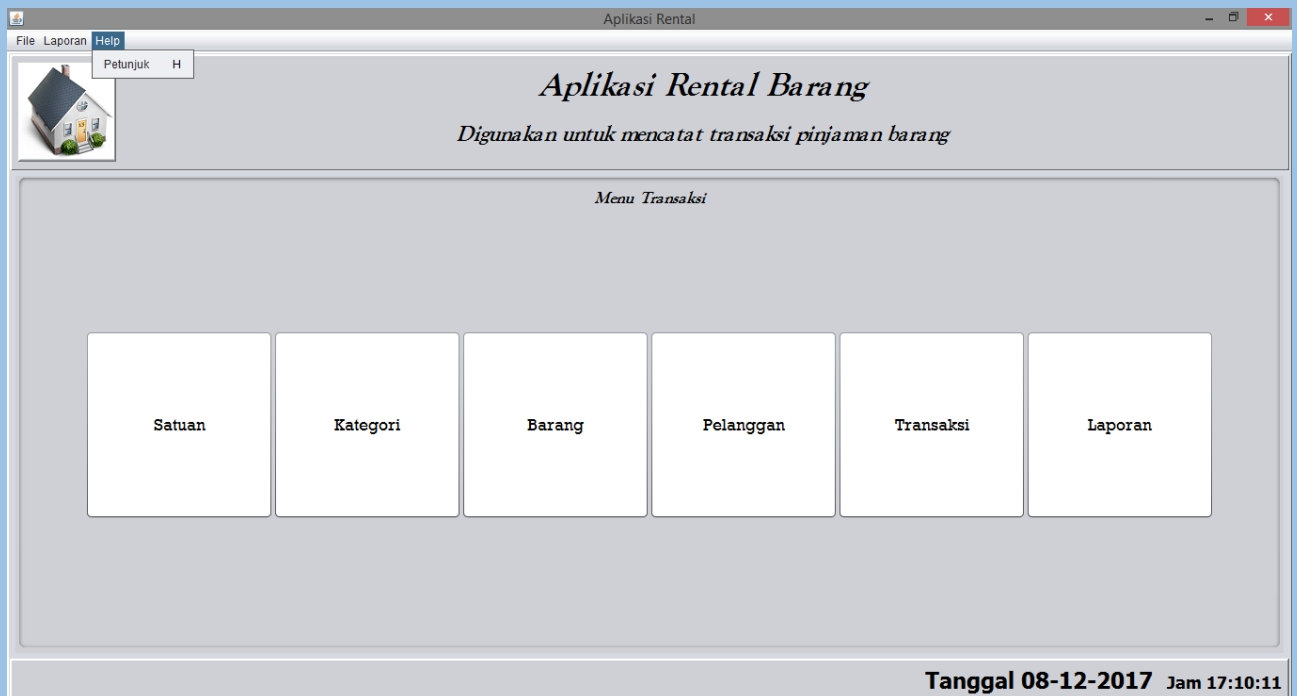 Aplikasi Rental
File Laporan Help
Petunjuk H
Aplikasi Rental Barang
Digunakan untuk mencatat transaksi pinjaman barang
Menu Transaksi
Satuan Kategori Barang Pelanggan Transaksi Laporan
Tanggal 08-12-2017 Jam 17:10:11